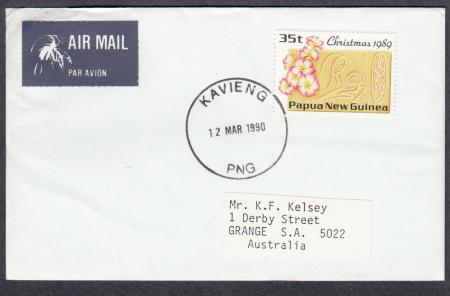 AIR MAIL
PAR AVION
35t
Christmas 1989
Papua New Guinea
KAVIENG
12 MAR 1990
PNG
Mr. K.F. Kelsey
1 Derby Street
GRANGE S.A. 5022
Australia